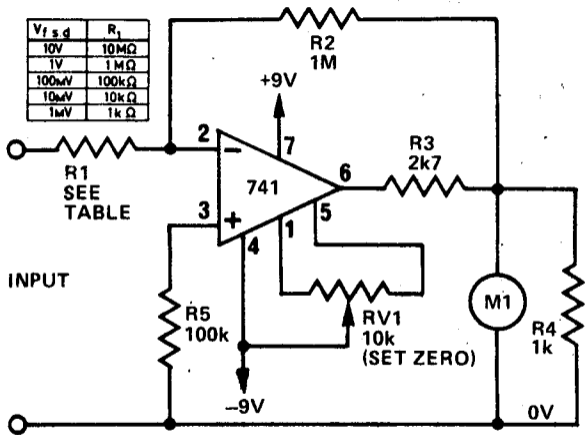 Vf.s.d R1
10V 10MΩ
1V 1MΩ
100mV 100kΩ
10mV 10kΩ
1mV 1kΩ
R2
1M
+9V
2
7
R1
SEE
TABLE
741
6
R3
2k7
3
5
4
1
INPUT
R5
100k
RV1
10k
(SET ZERO)
M1
R4
1k
-9V
0V